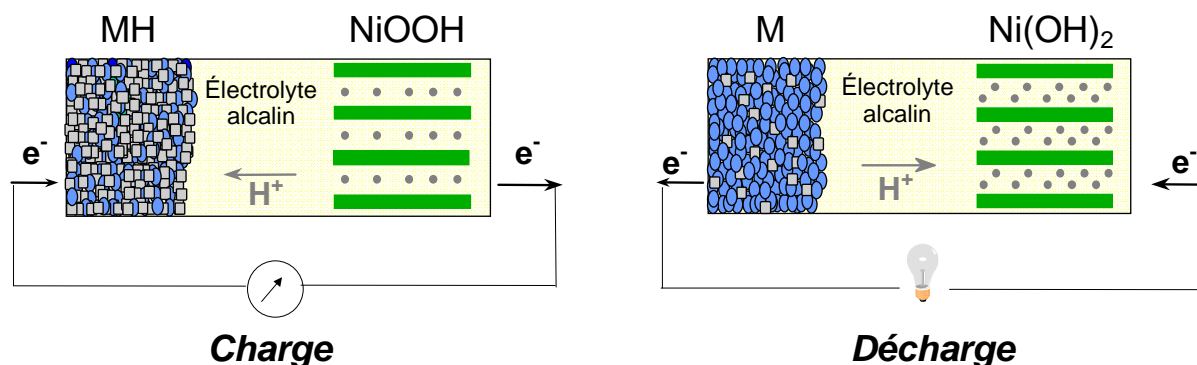 MH
NiOOH
Électrolyte
alcalin
e-
e-
H+
Charge
M
Ni(OH)2
Électrolyte
alcalin
e-
e-
H+
Décharge